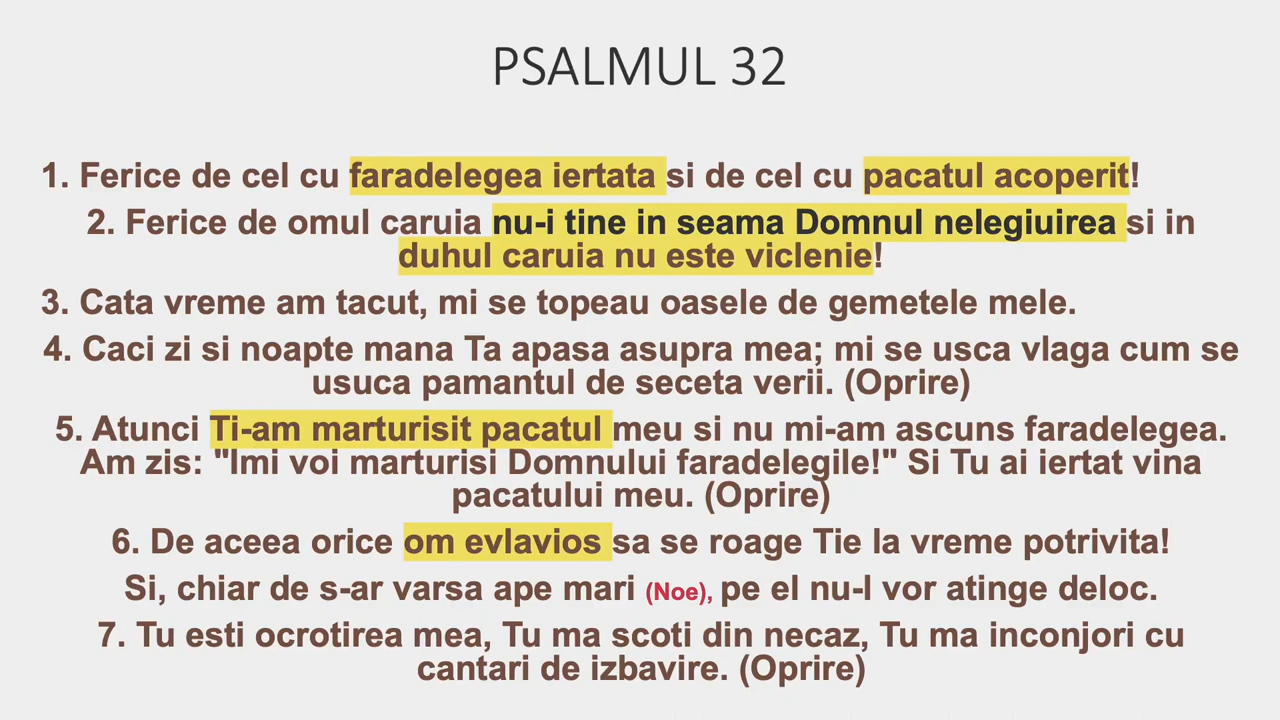 PSALMUL 32
1. Ferice de cel cu faradelegea iertata si de cel cu pacatul acoperit!
2. Ferice de omul caruia nu-i tine in seama Domnul nelegiuirea si in
duhul caruia nu este viclenie!
3. Cata vreme am tacut, mi se topeau oasele de gemetele mele.
4. Caci zi si noapte mana Ta apasa asupra mea; mi se usca vlaga cum se
usuca pamantul de seceta verii. (Oprire)
5. Atunci Ti-am marturisit pacatul meu si nu mi-am ascuns faradelegea.
Am zis: "Imi voi marturisi Domnului faradelegile!" Si Tu ai iertat vina
pacatului meu. (Oprire)
6. De aceea orice om evlavios sa se roage Tie la vreme potrivita!
Si, chiar de s-ar varsa ape mari (Noe), pe el nu-l vor atinge deloc.
7. Tu esti ocrotirea mea, Tu ma scoti din necaz, Tu ma inconjori cu
cantari de izbavire. (Oprire)